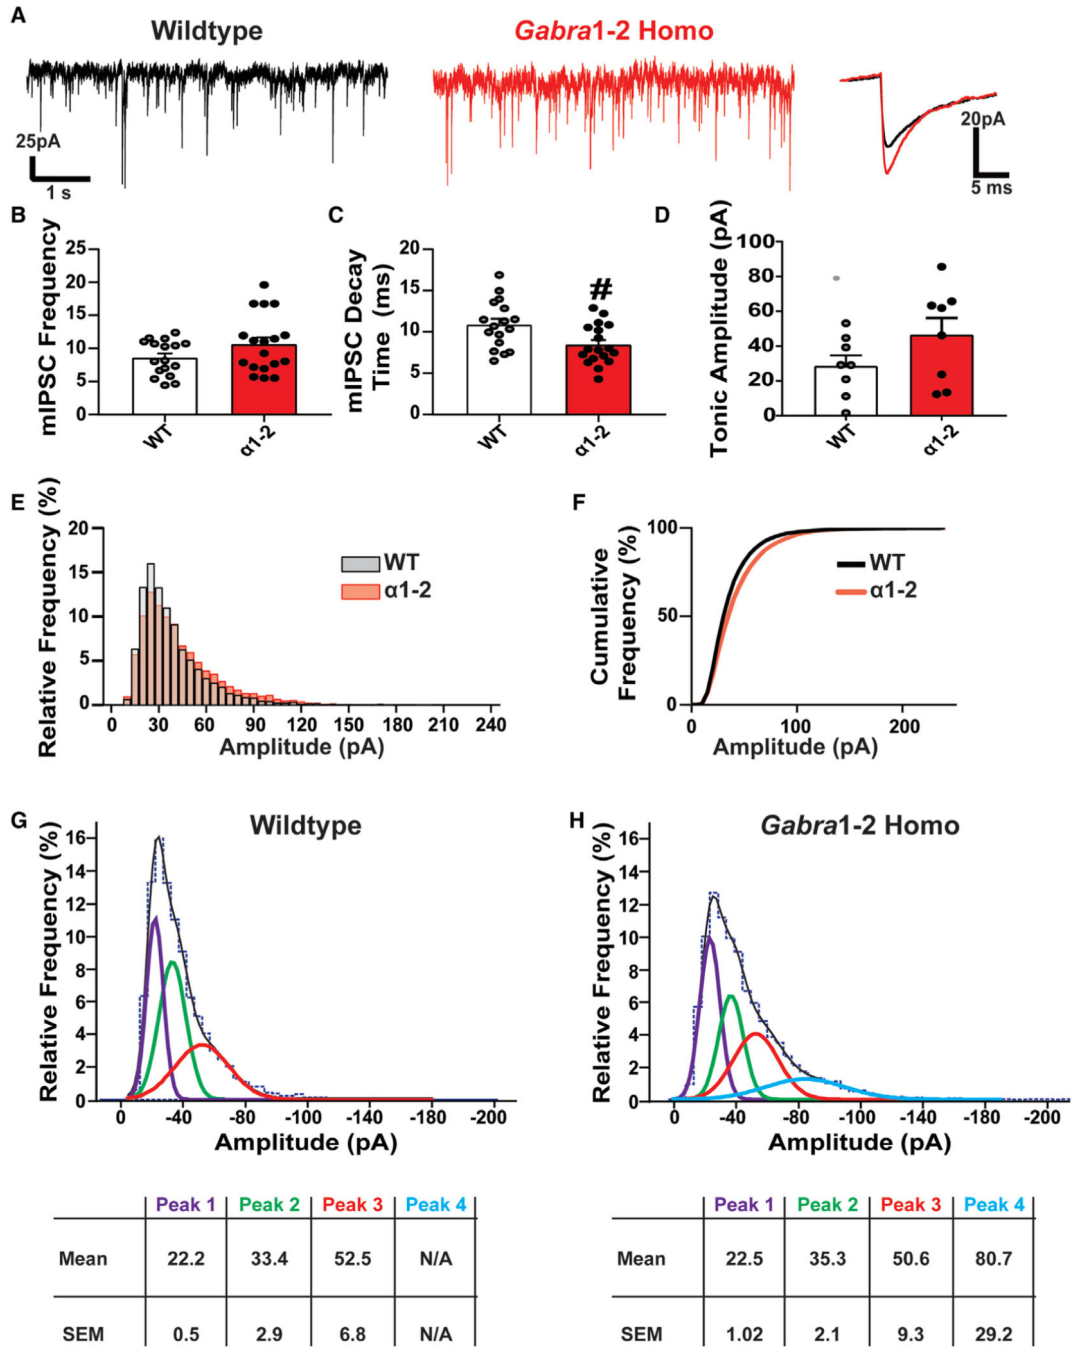 A
Wildtype
Gabra1-2 Homo
25pA
1 s
20pA
5 ms
B
mIPSC Frequency
25
20
15
10
5
0
WT
α1-2
C
mIPSC Decay
Time (ms)
20
15
10
5
0
#
WT
α1-2
D
Tonic Amplitude (pA)
100
80
60
40
20
0
WT
α1-2
E
Relative Frequency (%)
20
15
10
5
0
WT
α1-2
0 30 60 90 120 150 180 210 240
Amplitude (pA)
F
Cumulative
Frequency (%)
100
50
0
WT
α1-2
0 100 200
Amplitude (pA)
G
Wildtype
Relative Frequency (%)
16
14
12
10
8
6
4
2
0
0 -40 -80 -100 -140 -180 -200
Amplitude (pA)
H
Gabra1-2 Homo
Relative Frequency (%)
16
14
12
10
8
6
4
2
0
0 -40 -80 -100 -140 -180 -200
Amplitude (pA)
Peak 1 Peak 2 Peak 3 Peak 4
Mean 22.2 33.4 52.5 N/A
SEM 0.5 2.9 6.8 N/A
Peak 1 Peak 2 Peak 3 Peak 4
Mean 22.5 35.3 50.6 80.7
SEM 1.02 2.1 9.3 29.2